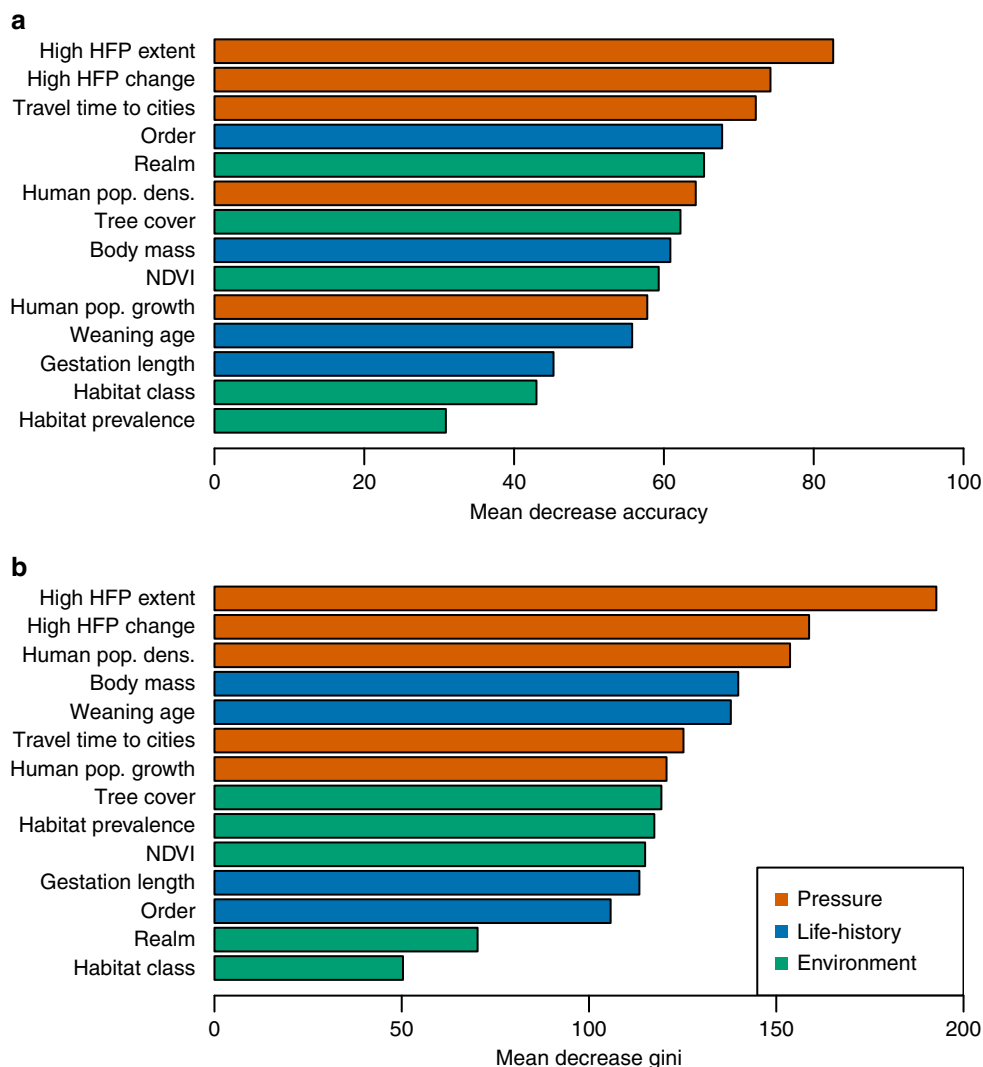 a
High HFP extent
High HFP change
Travel time to cities
Order
Realm
Human pop. dens.
Tree cover
Body mass
NDVI
Human pop. growth
Weaning age
Gestation length
Habitat class
Habitat prevalence
0 20 40 60 80 100
Mean decrease accuracy
b
High HFP extent
High HFP change
Human pop. dens.
Body mass
Weaning age
Travel time to cities
Human pop. growth
Tree cover
Habitat prevalence
NDVI
Gestation length
Order
Realm
Habitat class
Pressure
Life-history
Environment
0 50 100 150 200
Mean decrease gini